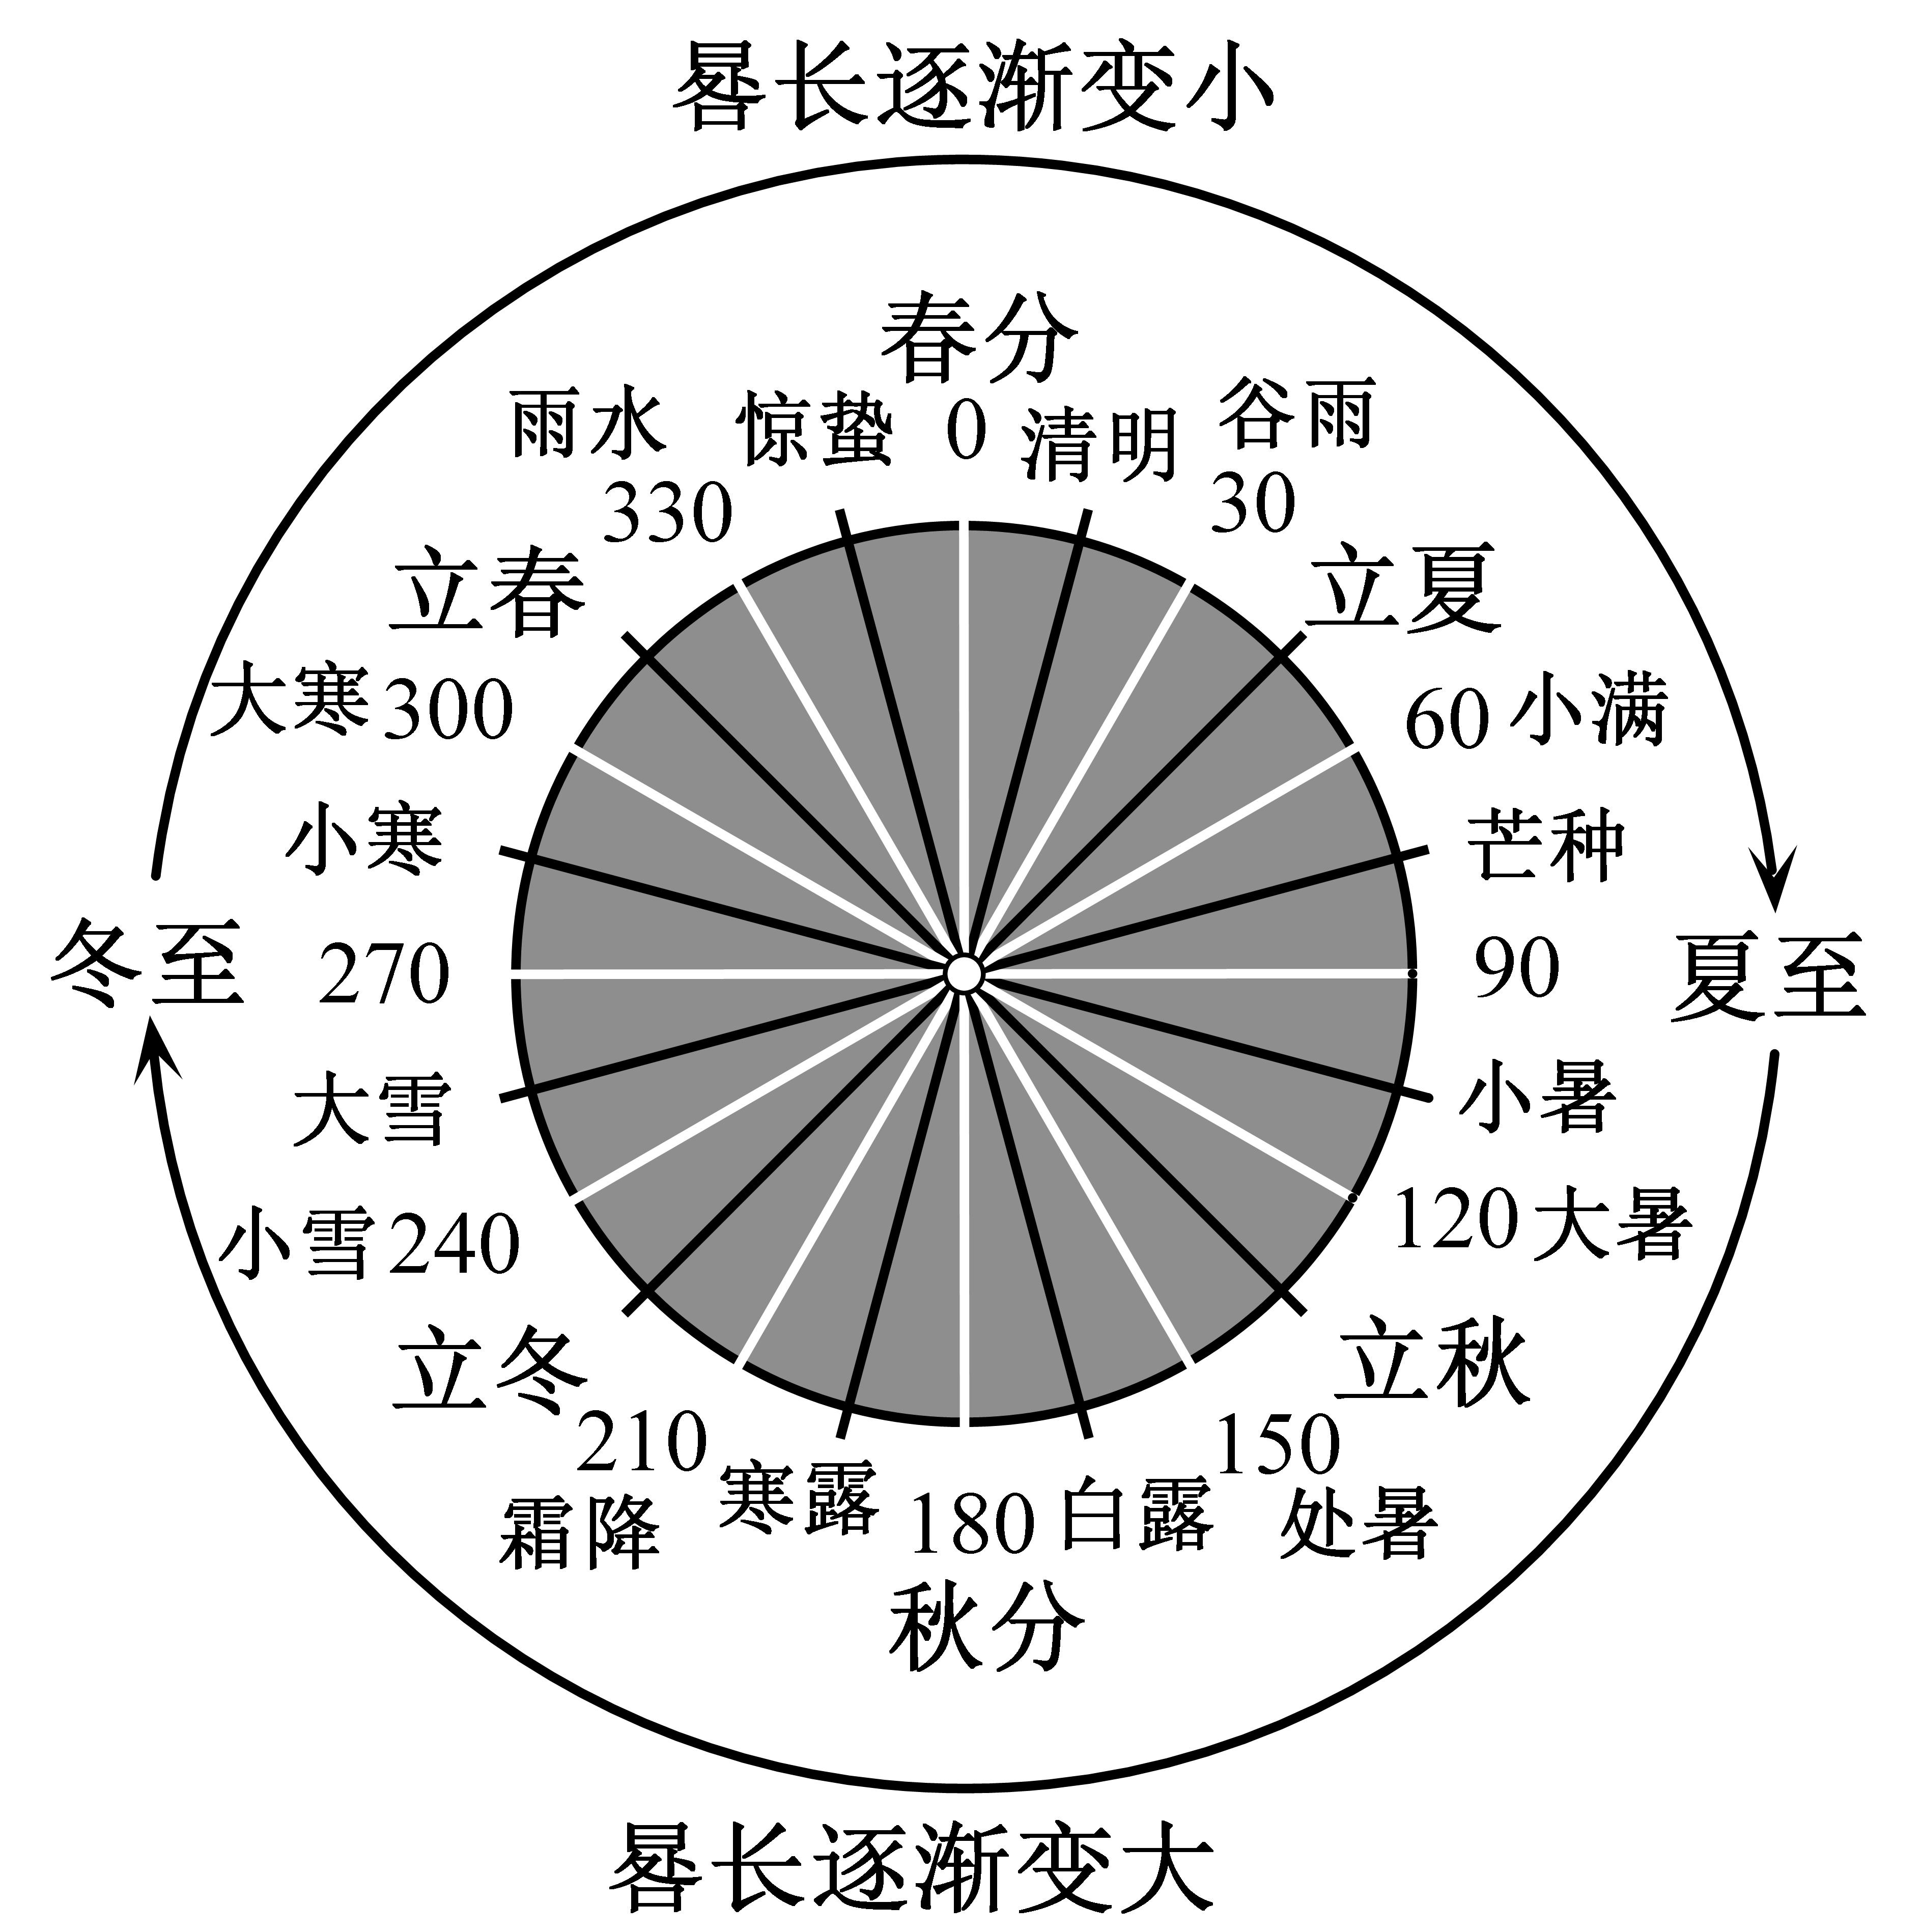 晷长逐渐变小
春分
雨水 惊蛰 0 清明 谷雨
330 30
立春 立夏
大寒 300 60 小满
小寒 芒种
冬至 270 90 夏至
大雪 小暑
小雪 240 120 大暑
立冬 立秋
210 150
霜降 寒露 180 白露 处暑
秋分
晷长逐渐变大